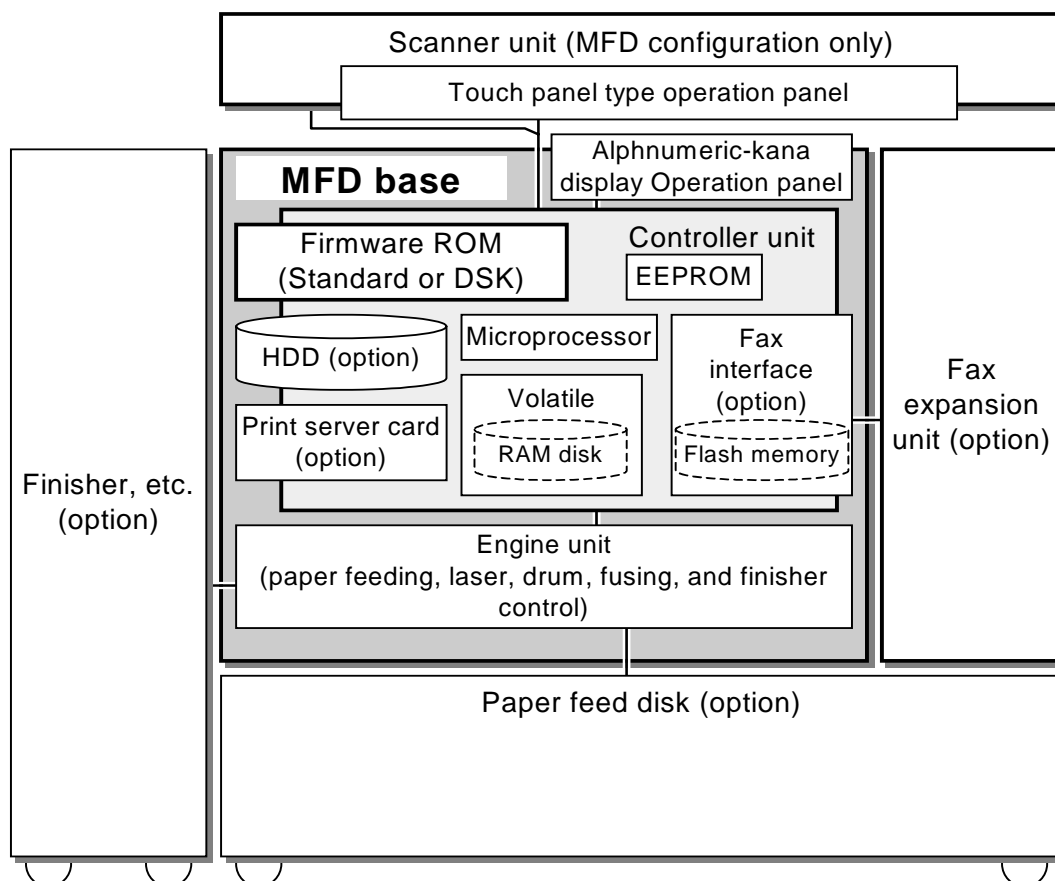 Scanner unit (MFD configuration only)
Touch panel type operation panel
Alphnumeric-kana
display Operation panel
MFD base
Firmware ROM
(Standard or DSK)
Controller unit
EEPROM
HDD (option)
Microprocessor
Fax
interface
(option)
Flash memory
Volatile
RAM disk
Print server card
(option)
Finisher, etc.
(option)
Fax
expansion
unit (option)
Engine unit
(paper feeding, laser, drum, fusing, and finisher
control)
Paper feed disk (option)